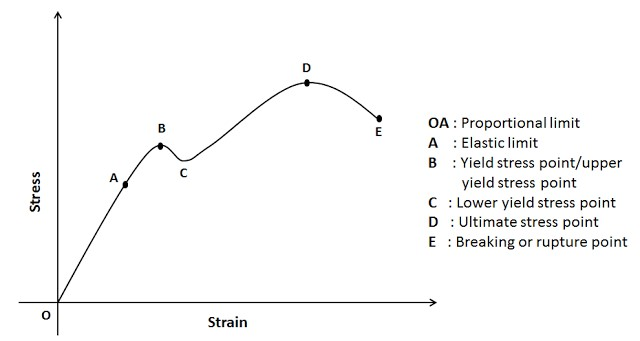 D
B
A
C
E
O
Stress
Strain
OA : Proportional limit
A : Elastic limit
B : Yield stress point/upper
yield stress point
C : Lower yield stress point
D : Ultimate stress point
E : Breaking or rupture point